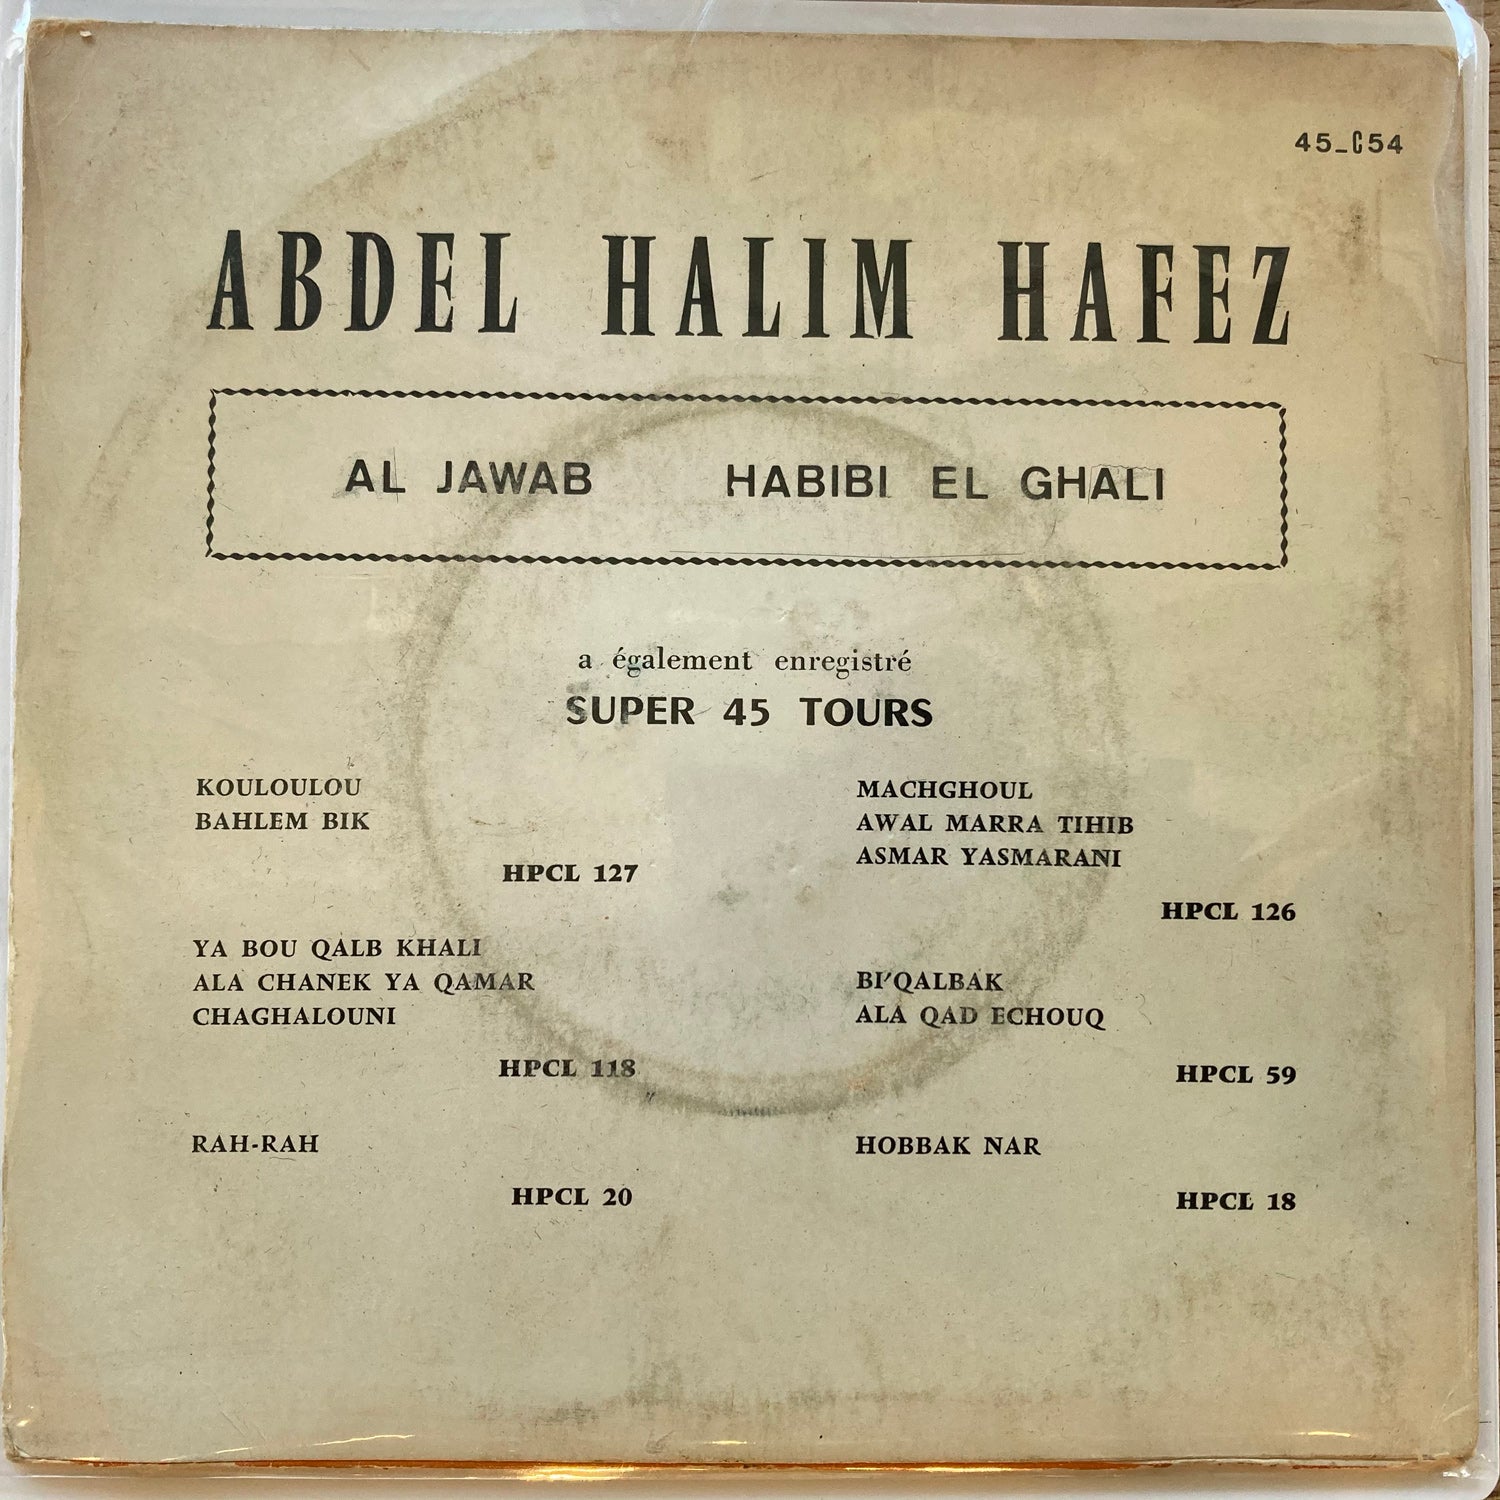 45_C54
ABDEL HALIM HAFEZ
AL JAWAB HABIBI EL GHALI
a également enregistré
SUPER 45 TOURS
KOULOULOU
BAHLEM BIK
HPCL 127
YA BOU QALB KHALI
ALA CHANEK YA QAMAR
CHAGHALOUNI
HPCL 118
RAH-RAH
HPCL 20
MACHGHOUL
AWAL MARRA TIHIB
ASMAR YASMARANI
HPCL 126
BI'QALBAK
ALA QAD ECHOUQ
HPCL 59
HOBBAK NAR
HPCL 18